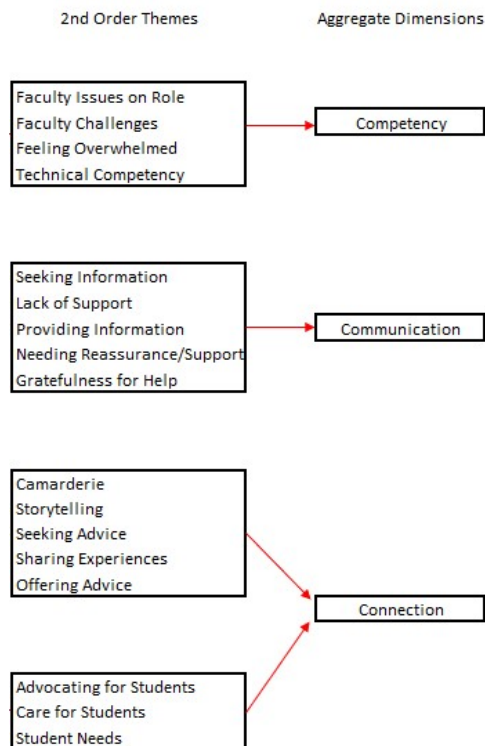 2nd Order Themes
Aggregate Dimensions
Faculty Issues on Role
Faculty Challenges
Feeling Overwhelmed
Technical Competency
Competency
Seeking Information
Lack of Support
Providing Information
Needing Reassurance/Support
Gratefulness for Help
Communication
Camarderie
Storytelling
Seeking Advice
Sharing Experiences
Offering Advice
Connection
Advocating for Students
Care for Students
Student Needs